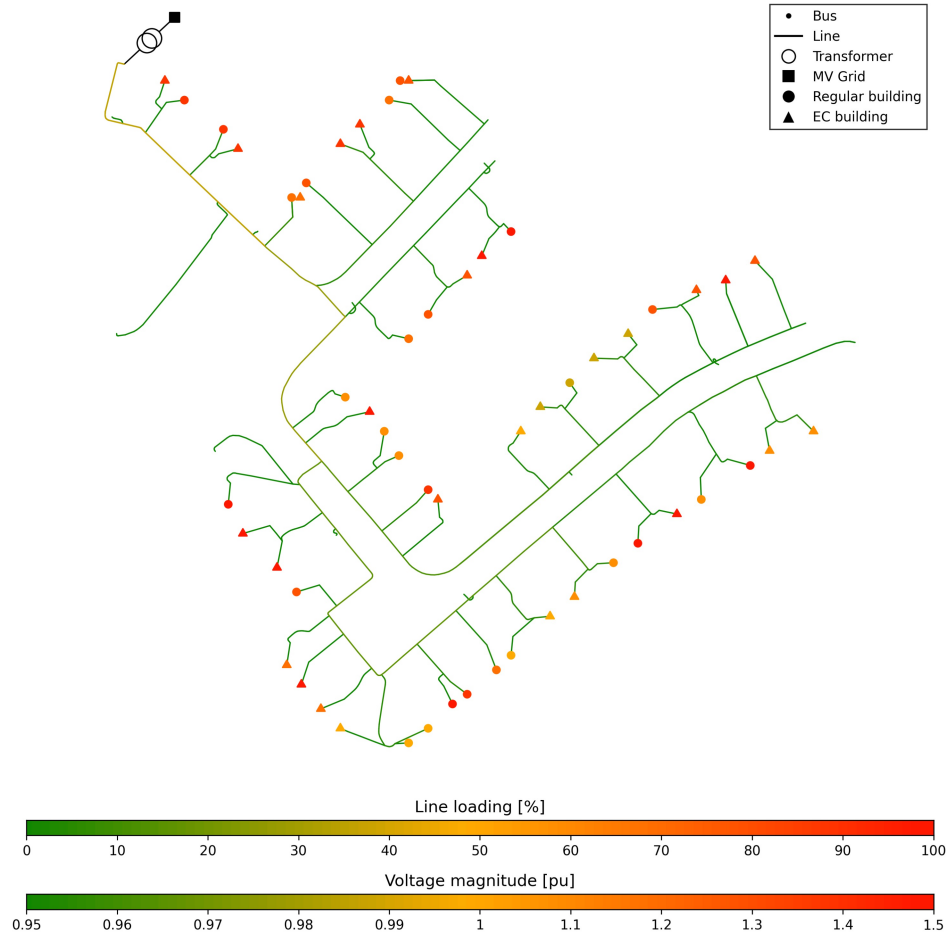 Bus
Line
Transformer
MV Grid
Regular building
EC building
Line loading [%]
0 10 20 30 40 50 60 70 80 90 100
Voltage magnitude [pu]
0.95 0.96 0.97 0.98 0.99 1 1.1 1.2 1.3 1.4 1.5